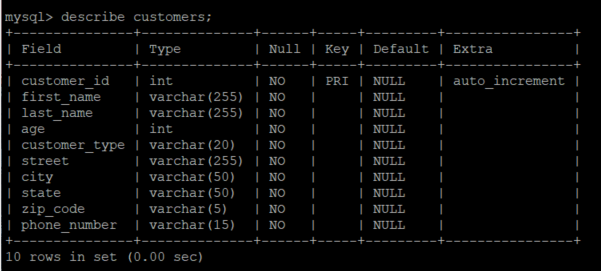 mysql> describe customers;
+---------------+--------------+------+-----+---------+----------------+
| Field         | Type         | Null | Key | Default | Extra          |
+---------------+--------------+------+-----+---------+----------------+
| customer_id   | int          | NO   | PRI | NULL    | auto_increment |
| first_name    | varchar(255) | NO   |     | NULL    |                |
| last_name     | varchar(255) | NO   |     | NULL    |                |
| age           | int          | NO   |     | NULL    |                |
| customer_type | varchar(20)  | NO   |     | NULL    |                |
| street        | varchar(255) | NO   |     | NULL    |                |
| city          | varchar(50)  | NO   |     | NULL    |                |
| state         | varchar(50)  | NO   |     | NULL    |                |
| zip_code      | varchar(5)   | NO   |     | NULL    |                |
| phone_number  | varchar(15)  | NO   |     | NULL    |                |
+---------------+--------------+------+-----+---------+----------------+
10 rows in set (0.00 sec)